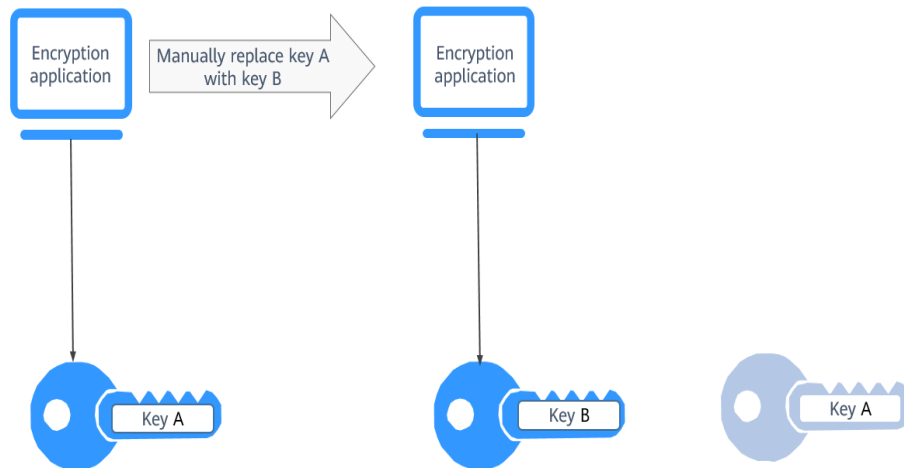 Encryption
application
Manually replace key A
with key B
Encryption
application
Key A
Key B
Key A